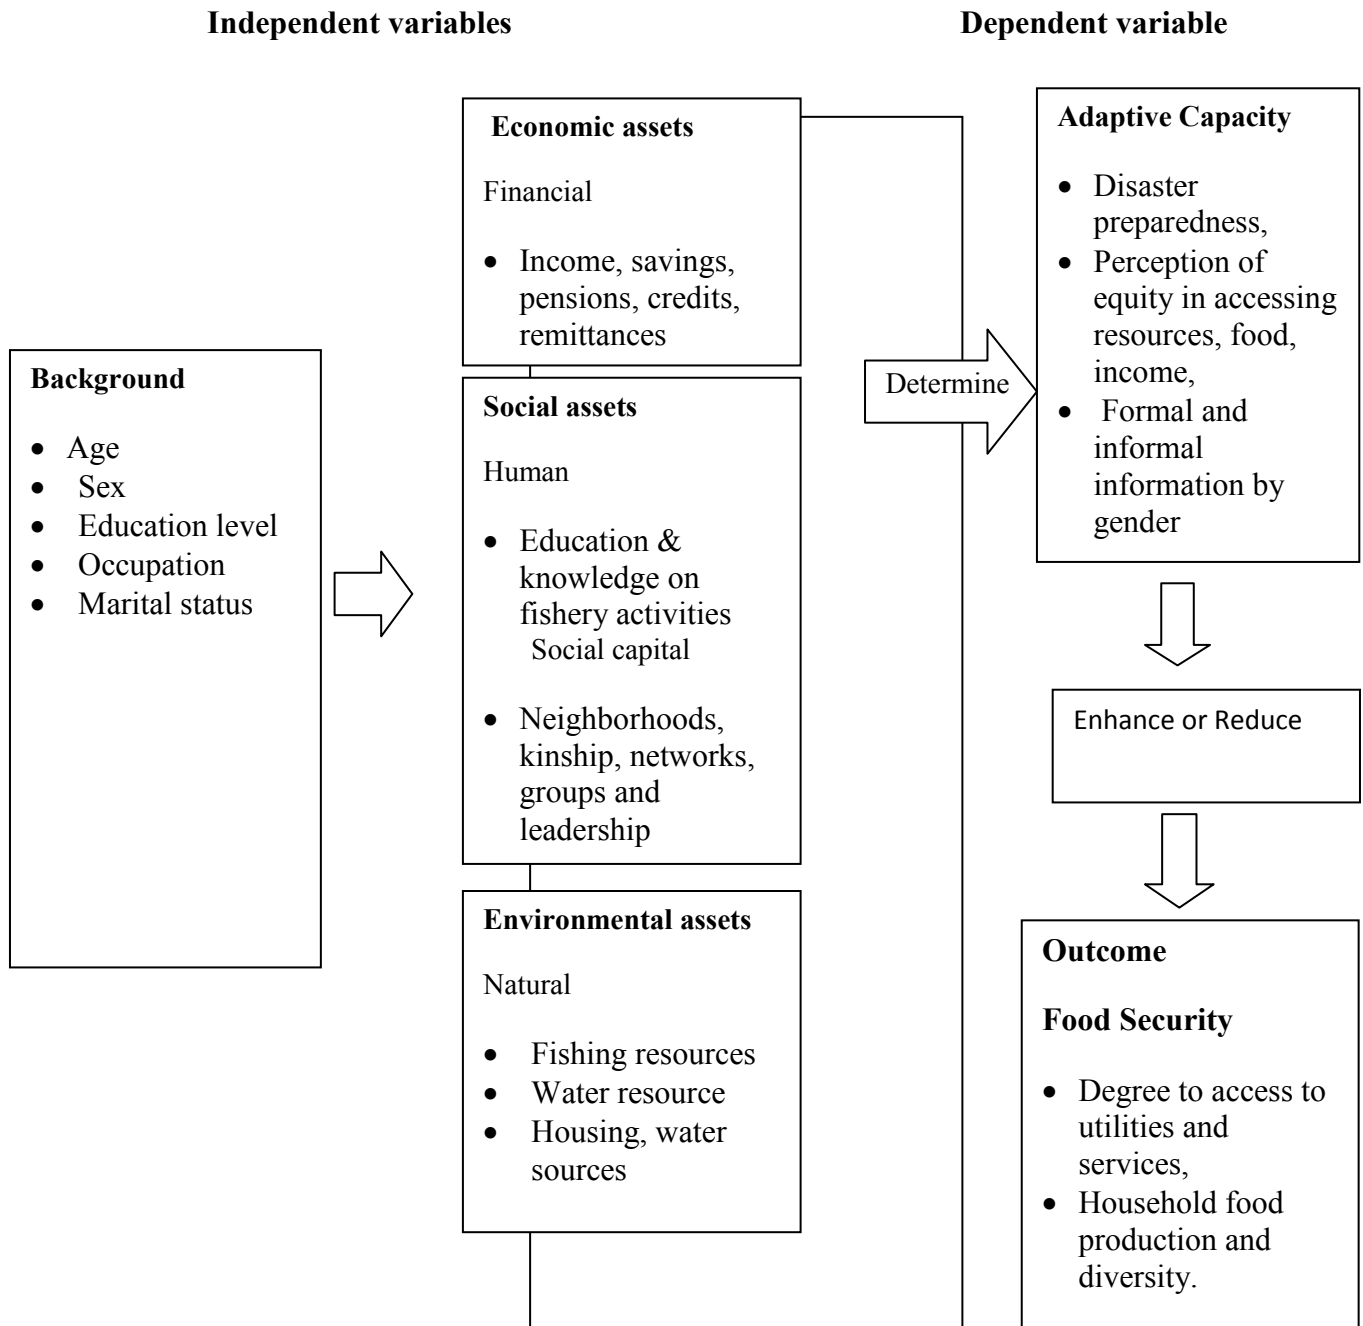 Independent variables
Dependent variable
Background
• Age
• Sex
• Education level
• Occupation
• Marital status
Economic assets
Financial
• Income, savings,
pensions, credits,
remittances
Social assets
Human
• Education &
knowledge on
fishery activities
Social capital
• Neighborhoods,
kinship, networks,
groups and
leadership
Environmental assets
Natural
• Fishing resources
• Water resource
• Housing, water
sources
Determine
Adaptive Capacity
• Disaster
preparedness,
• Perception of
equity in accessing
resources, food,
income,
• Formal and
informal
information by
gender
Enhance or Reduce
Outcome
Food Security
• Degree to access to
utilities and
services,
• Household food
production and
diversity.